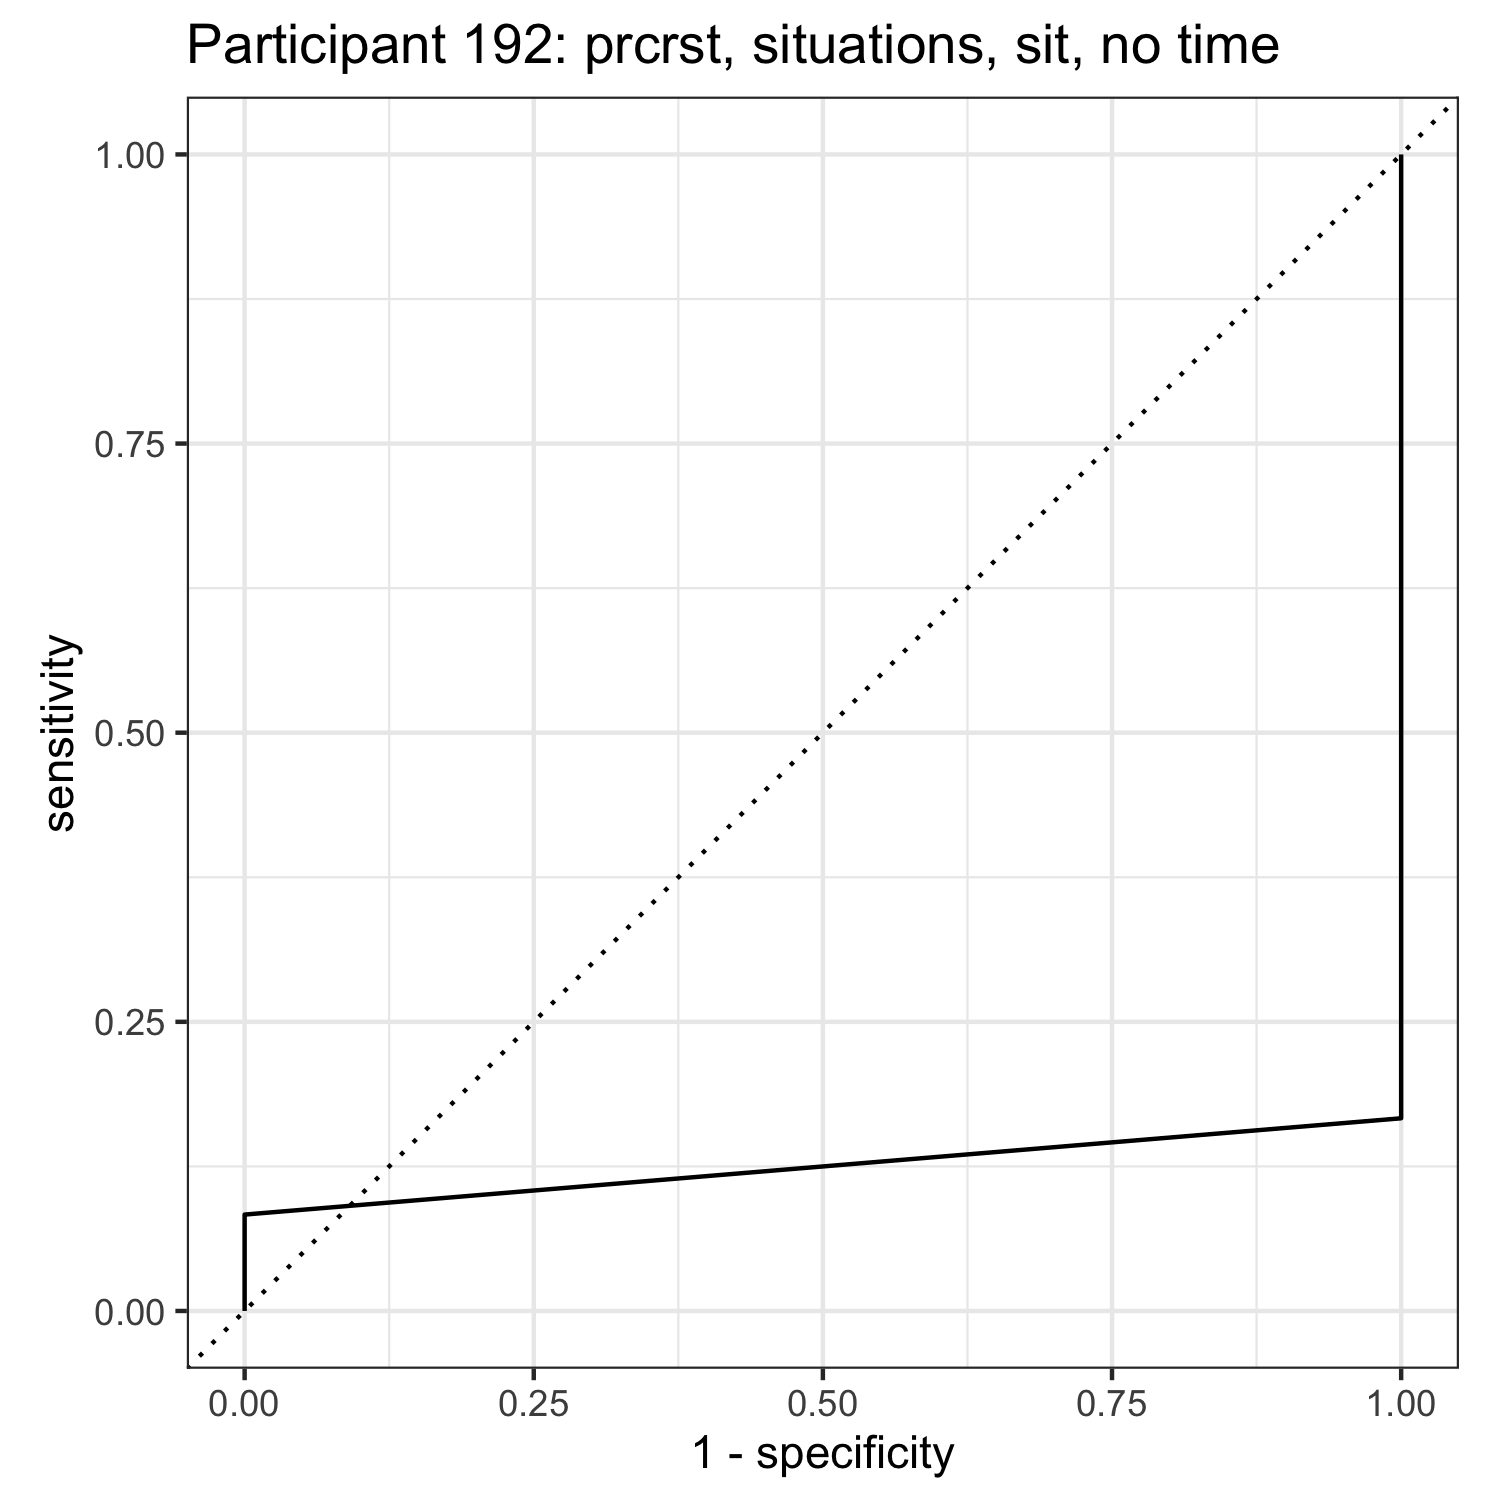 Participant 192: prcrst, situations, sit, no time
1.00
0.75
0.50
0.25
0.00
sensitivity
0.00 0.25 0.50 0.75 1.00
1 - specificity